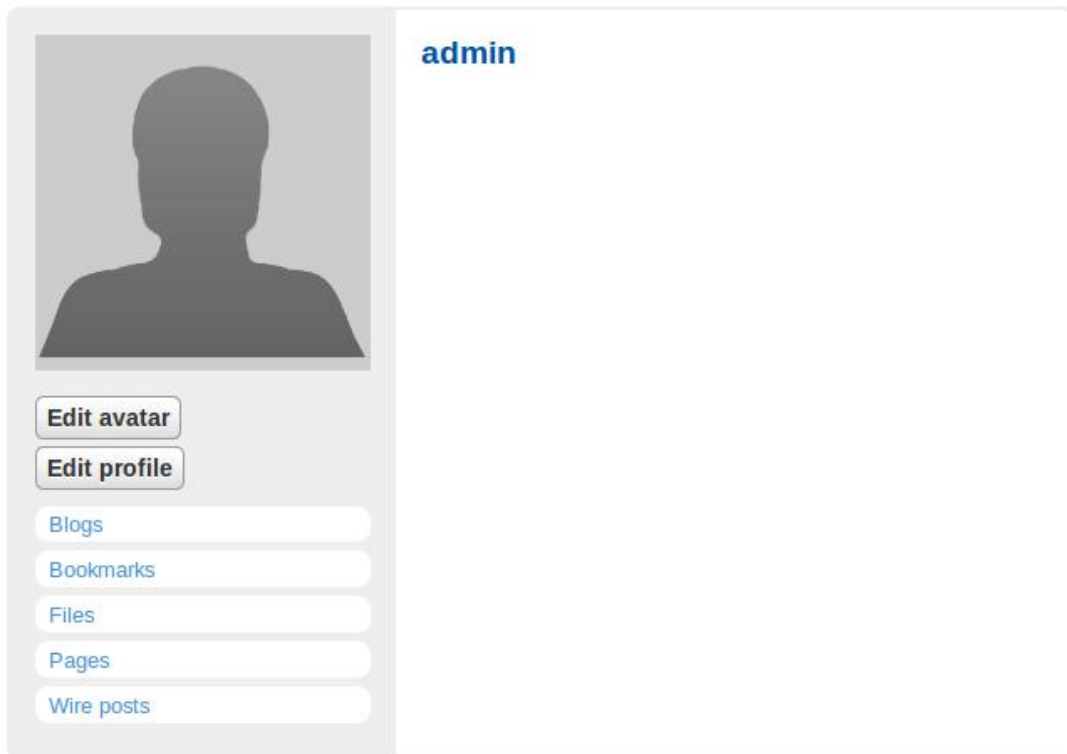 admin
Edit avatar
Edit profile
Blogs
Bookmarks
Files
Pages
Wire posts